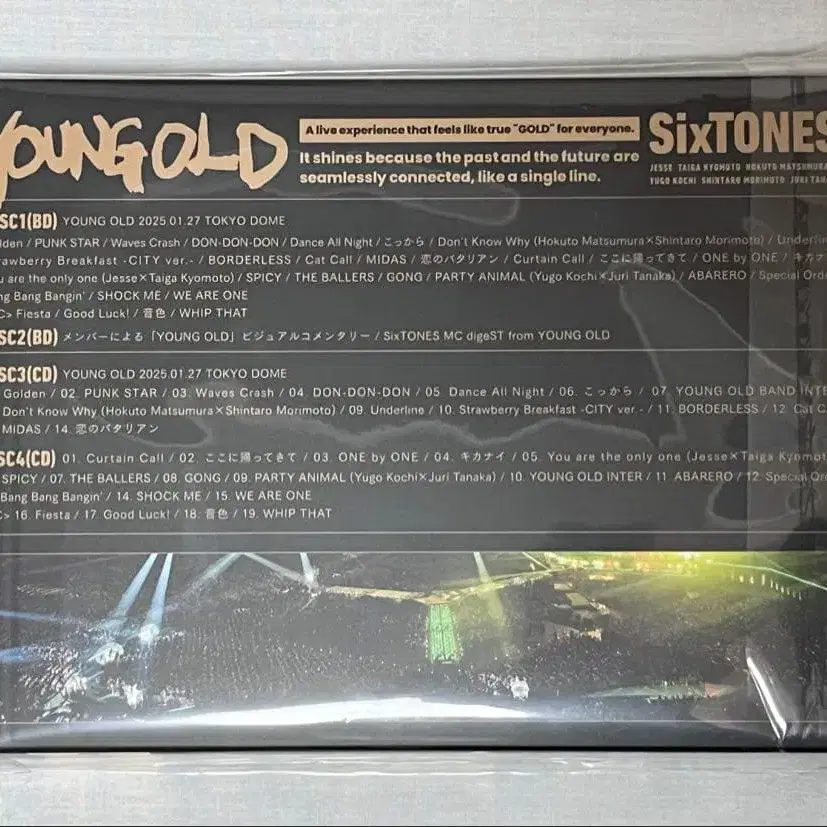 YOUNG OLD
A live experience that feels like true "GOLD" for everyone.
It shines because the past and the future are
seamlessly connected, like a single line.
SixTONES
JESSE TAIGA KYOMOTO HOKUTO MATSUMURA
YUGO KOCHI SHINTARO MORIMOTO JURI TAN
SC1(BD) YOUNG OLD 2025.01.27 TOKYO DOME
lden / PUNK STAR / Waves Crash / DON-DON-DON / Dance All Night / こっから / Don't Know Why (Hokuto Matsumura×Shintaro Morimoto) / Underlin
rawberry Breakfast -CITY ver.- / BORDERLESS / Cat Call / MIDAS / 恋のバタリアン / Curtain Call / ここに帰ってきて / ONE by ONE / キカナ
u are the only one (Jesse×Taiga Kyomoto) / SPICY / THE BALLERS / GONG / PARTY ANIMAL (Yugo Kochi×Juri Tanaka) / ABARERO / Special Orde
ng Bang Bangin' / SHOCK ME / WE ARE ONE
C> Fiesta / Good Luck! / 音色 / WHIP THAT
SC2(BD) メンバーによる「YOUNG OLD」ビジュアルコメンタリー / SixTONES MC digeST from YOUNG OLD
SC3(CD) YOUNG OLD 2025.01.27 TOKYO DOME
Golden / 02. PUNK STAR / 03. Waves Crash / 04. DON-DON-DON / 05. Dance All Night / 06. こっから / 07. YOUNG OLD BAND INTE
Don't Know Why (Hokuto Matsumura×Shintaro Morimoto) / 09. Underline / 10. Strawberry Breakfast -CITY ver.- / 11. BORDERLESS / 12. Cat C
MIDAS / 14. 恋のバタリアン
SC4(CD) 01. Curtain Call / 02. ここに帰ってきて / 03. ONE by ONE / 04. キカナイ / 05. You are the only one (Jesse×Taiga Kyomot
SPICY / 07. THE BALLERS / 08. GONG / 09. PARTY ANIMAL (Yugo Kochi×Juri Tanaka) / 10. YOUNG OLD INTER / 11. ABARERO / 12. Special Ord
Bang Bang Bangin' / 14. SHOCK ME / 15. WE ARE ONE
C> 16. Fiesta / 17. Good Luck! / 18. 音色 / 19. WHIP THAT